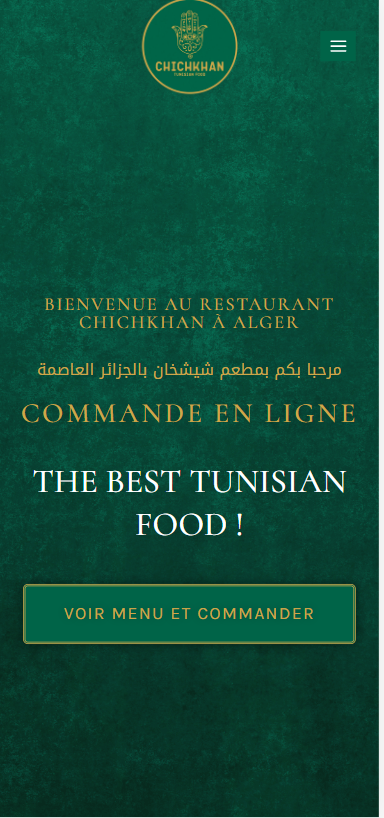 CHICHKHAN
TUNISIAN FOOD
BIENVENUE AU RESTAURANT
CHICHKHAN À ALGER
مرحبا بكم بمطعم شيشخان بالجزائر العاصمة
COMMANDE EN LIGNE
THE BEST TUNISIAN
FOOD !
VOIR MENU ET COMMANDER